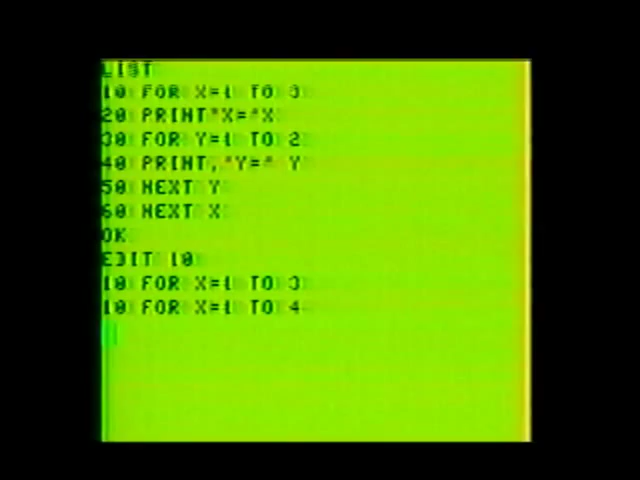 LIST
10 FOR X=1 TO 3
20 PRINT"X="X
30 FOR Y=1 TO 2
40 PRINT,"Y=" Y
50 NEXT Y
60 NEXT X
OK
EDIT 10
10 FOR X=1 TO 3
10 FOR X=1 TO 4